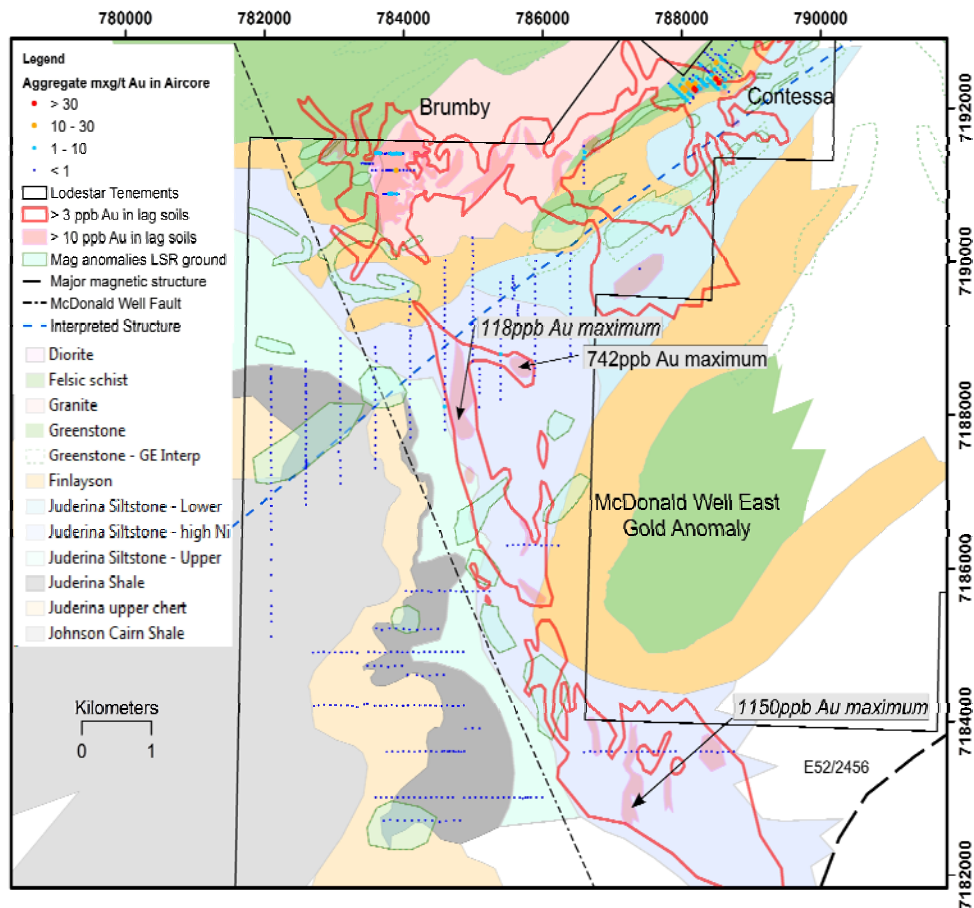 780000
782000
784000
786000
788000
790000
Legend
Aggregate mxg/t Au in Aircore
> 30
10 - 30
1 - 10
< 1
Lodestar Tenements
> 3 ppb Au in lag soils
> 10 ppb Au in lag soils
Mag anomalies LSR ground
Major magnetic structure
McDonald Well Fault
Interpreted Structure
Diorite
Felsic schist
Granite
Greenstone
Greenstone - GE Interp
Finlayson
Juderina Siltstone - Lower
Juderina Siltstone - high Ni
Juderina Siltstone - Upper
Juderina Shale
Juderina upper chert
Johnson Cairn Shale
Kilometers
0 1
Brumby
Contessa
118ppb Au maximum
742ppb Au maximum
McDonald Well East
Gold Anomaly
1150ppb Au maximum
E52/2456
7192000
7190000
7188000
7186000
7184000
7182000